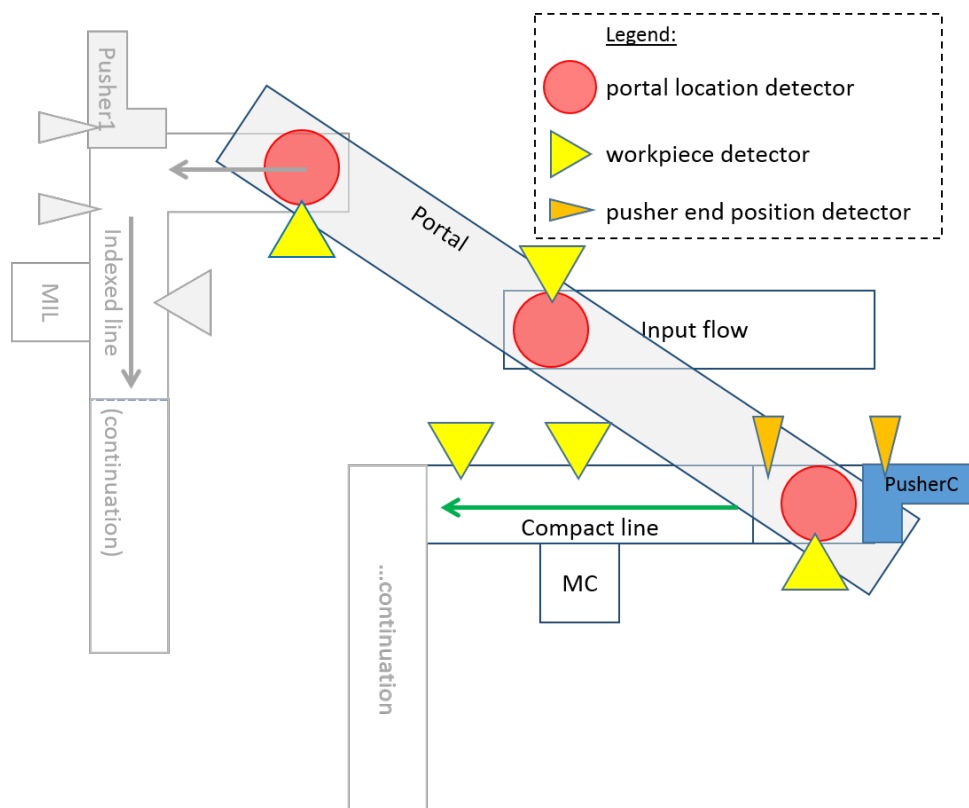 Legend:
portal location detector
workpiece detector
pusher end position detector
Pusher1
Portal
Input flow
Indexed line
MIL
(continuation)
PusherC
Compact line
MC
...continuation